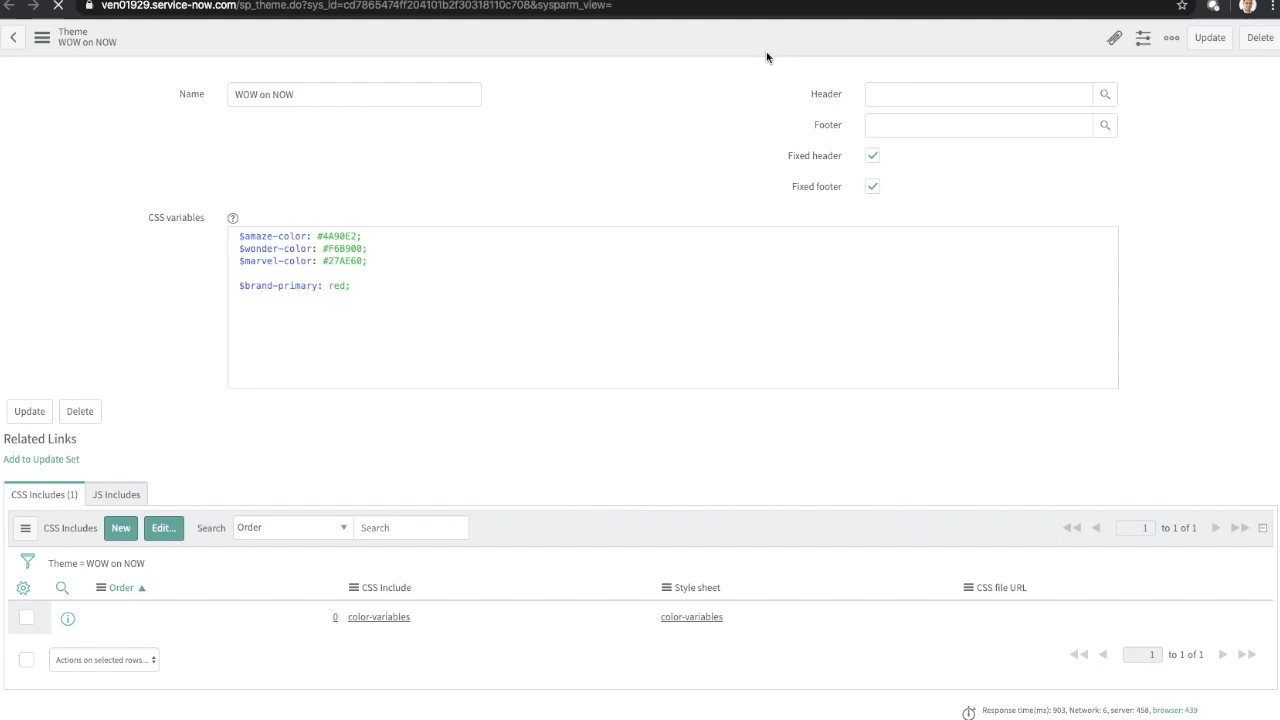 ven01929.service-now.com/sp_theme.do?sys_id=cd7865474ff204101b2f30318110c708&sysparm_view=
Theme
WOW on NOW
Update
Delete
Name
WOW on NOW
Header
Footer
Fixed header
Fixed footer
CSS variables
$amaze-color: #4A90E2;
$wonder-color: #F6B900;
$marvel-color: #27AE60;
$brand-primary: red;
Update
Delete
Related Links
Add to Update Set
CSS Includes (1)
JS Includes
CSS Includes
New
Edit...
Search
Order
Search
1
to 1 of 1
Theme = WOW on NOW
Order
CSS Include
Style sheet
CSS file URL
0
color-variables
color-variables
Actions on selected rows...
1
to 1 of 1
Response time(ms): 903, Network: 6, server: 458, browser: 439